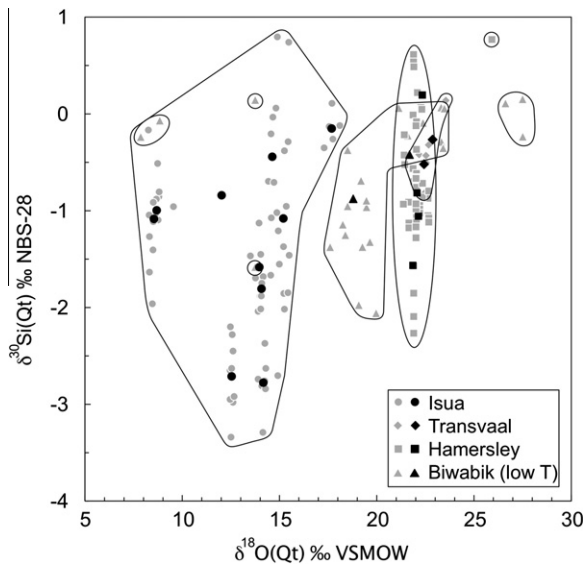 1
0
-1
-2
-3
-4
δ³⁰Si(Qt) ‰ NBS-28
Isua
Transvaal
Hamersley
Biwabik (low T)
5 10 15 20 25 30
δ¹⁸O(Qt) ‰ VSMOW